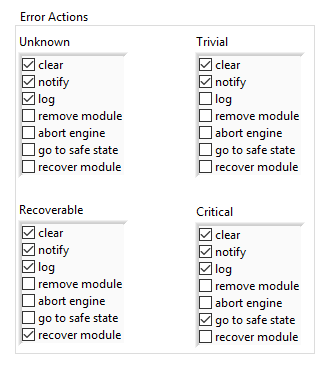 Error Actions
Unknown
clear
notify
log
remove module
abort engine
go to safe state
recover module
Trivial
clear
notify
log
remove module
abort engine
go to safe state
recover module
Recoverable
clear
notify
log
remove module
abort engine
go to safe state
recover module
Critical
clear
notify
log
remove module
abort engine
go to safe state
recover module